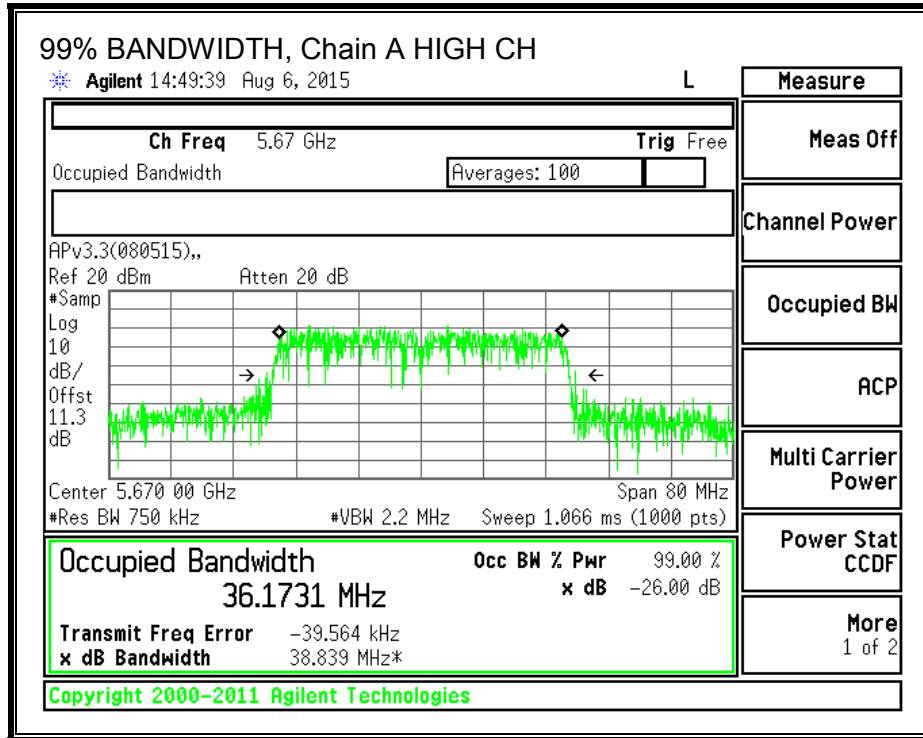 99% BANDWIDTH, Chain A HIGH CH
Agilent 14:49:39 Aug 6, 2015 L
Measure
Ch Freq 5.67 GHz Trig Free
Meas Off
Occupied Bandwidth Averages: 100
Channel Power
APv3.3(080515),,
Ref 20 dBm Atten 20 dB
#Samp
Log
10
dB/
Offst
11.3
dB
Occupied BW
ACP
Multi Carrier
Power
Center 5.670 00 GHz Span 80 MHz
#Res BW 750 kHz #VBW 2.2 MHz Sweep 1.066 ms (1000 pts)
Power Stat
CCDF
Occupied Bandwidth Occ BW % Pwr 99.00 %
36.1731 MHz x dB -26.00 dB
Transmit Freq Error -39.564 kHz
x dB Bandwidth 38.839 MHz*
More
1 of 2
Copyright 2000-2011 Agilent Technologies